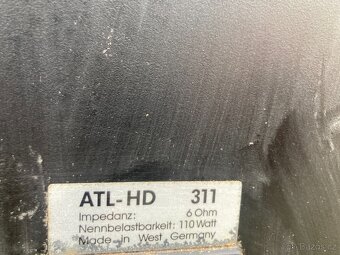 ATL-HD 311
Impedanz: 6 Ohm
Nennbelastbarkeit: 110 Watt
Made in West Germany